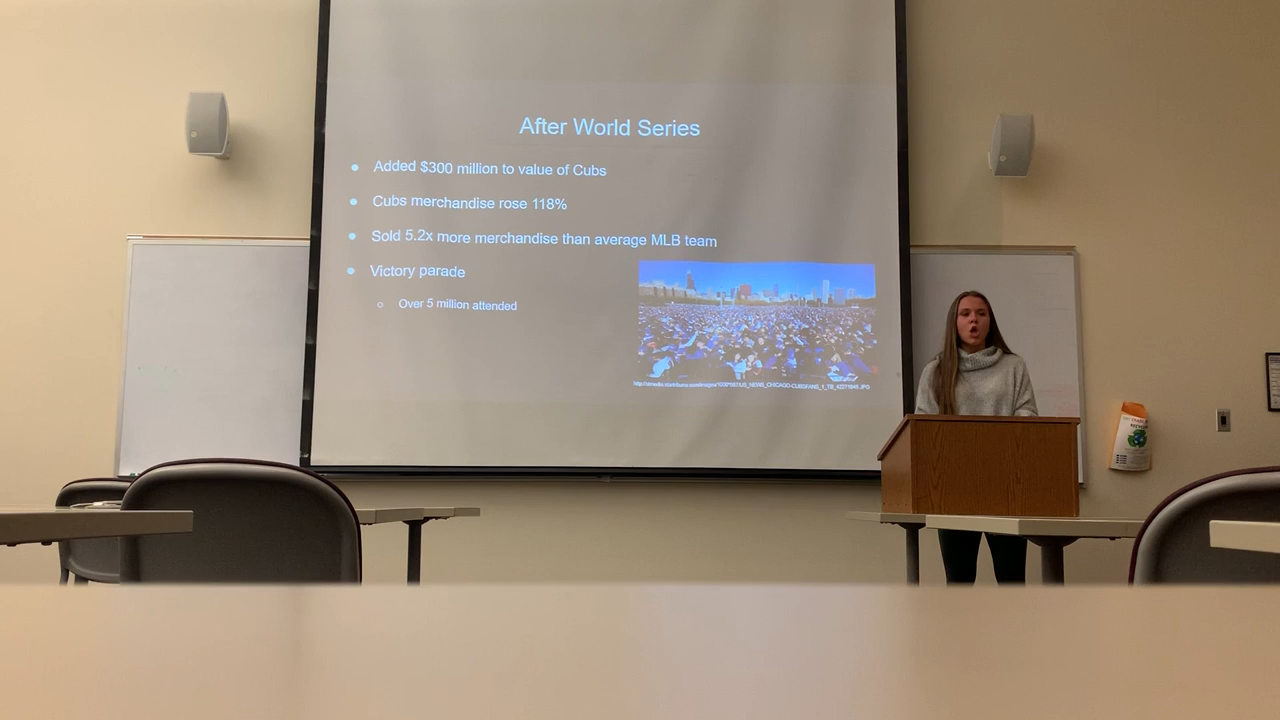 After World Series
Added $300 million to value of Cubs
Cubs merchandise rose 118%
Sold 5.2x more merchandise than average MLB team
Victory parade
Over 5 million attended